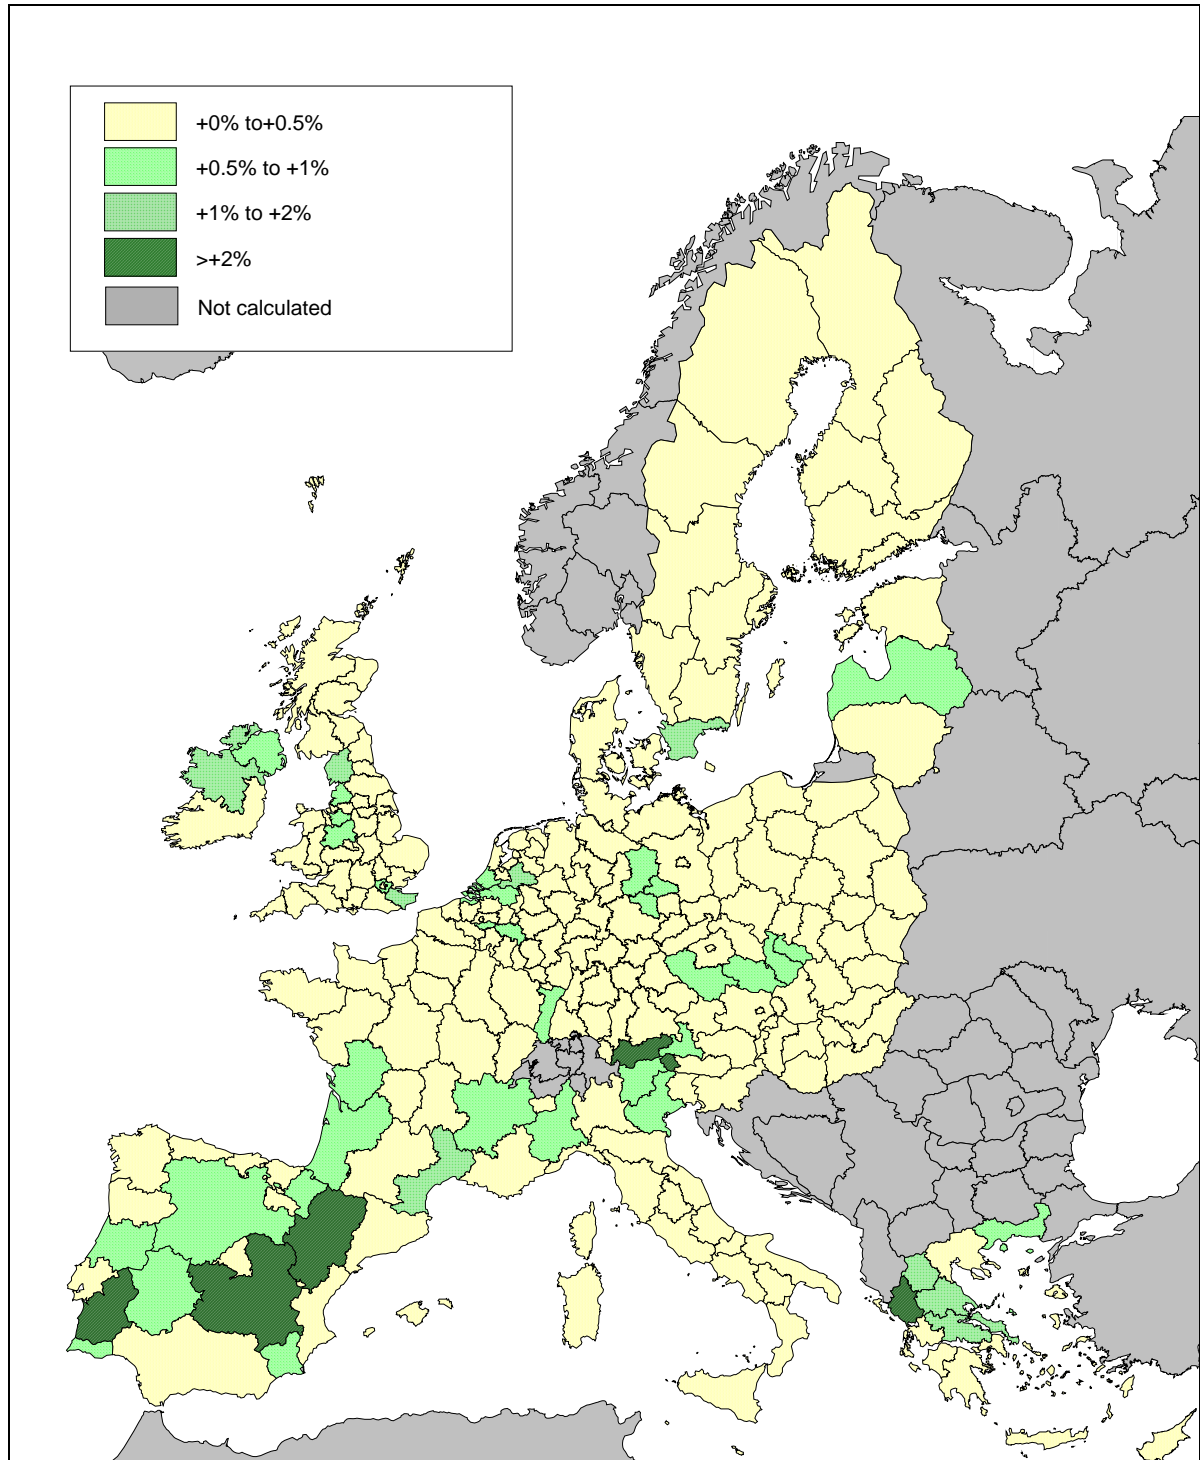 +0% to+0.5%
+0.5% to +1%
+1% to +2%
>+2%
Not calculated